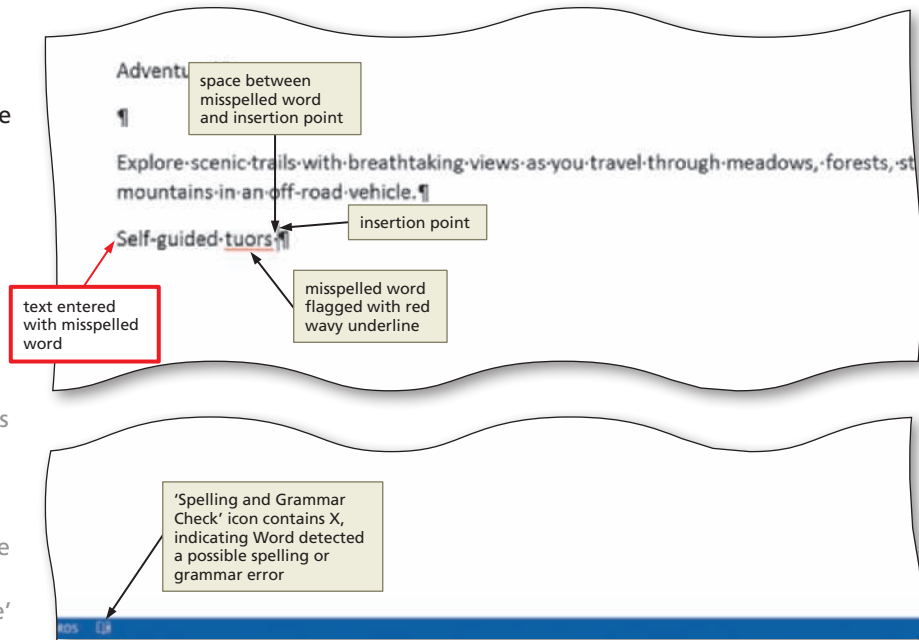 Adventu
space between
misspelled word
and insertion point
e
¶
Explore·scenic·trails·with·breathtaking·views·as·you·travel·through·meadows,·forests,·st
mountains·in·an·off-road·vehicle.¶
insertion point
Self-guided·tuors·¶
text entered
with misspelled
word
misspelled word
flagged with red
wavy underline
s
'Spelling and Grammar
Check' icon contains X,
indicating Word detected
a possible spelling or
grammar error
e
e'
RDS